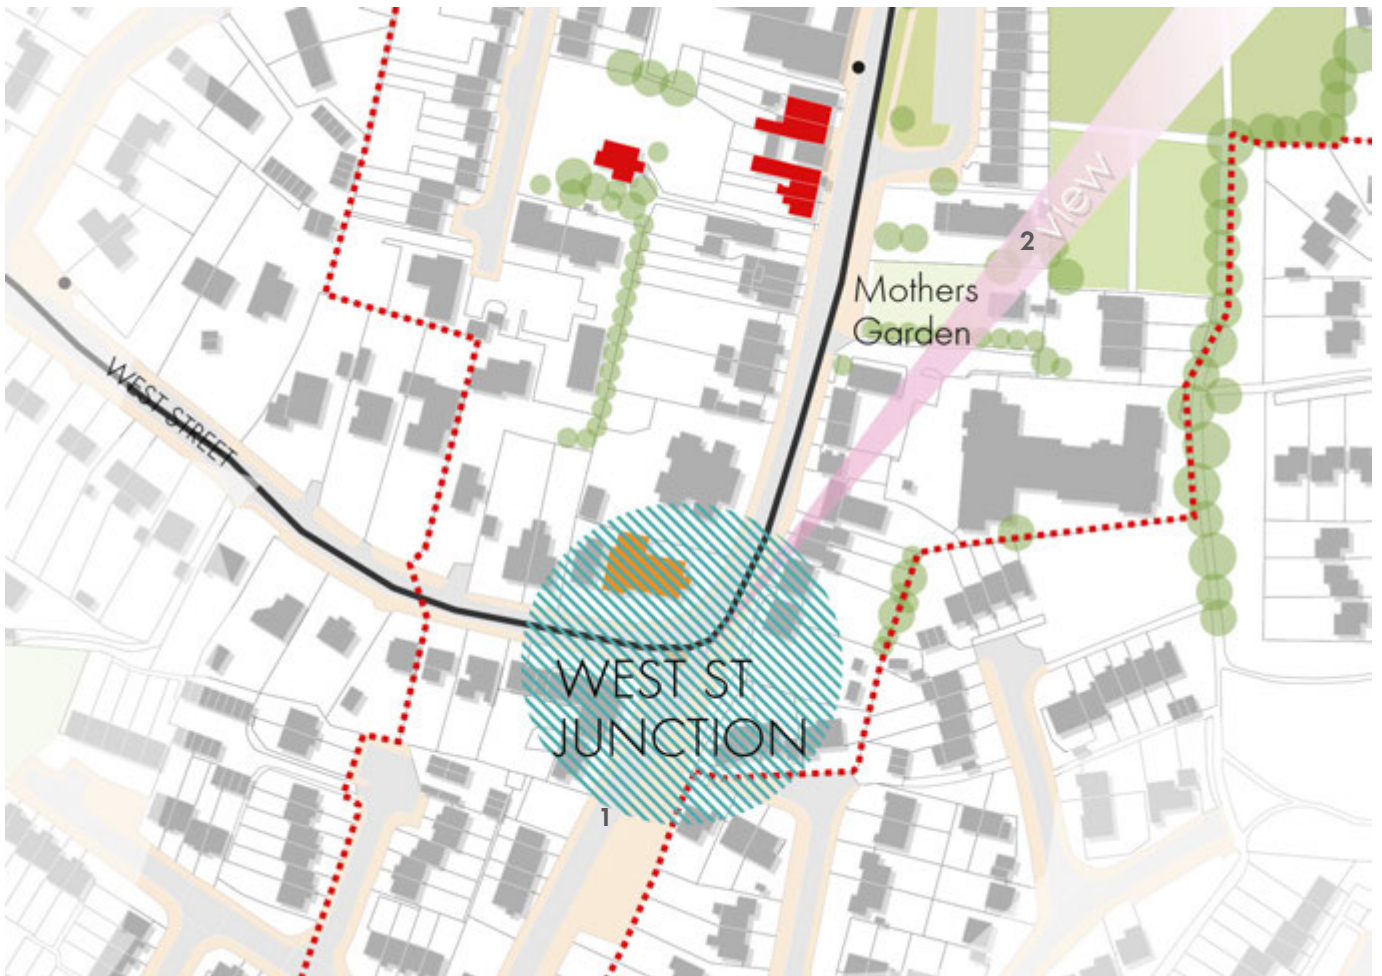 view
2
Mothers
Garden
WEST STREET
WEST ST
JUNCTION
1